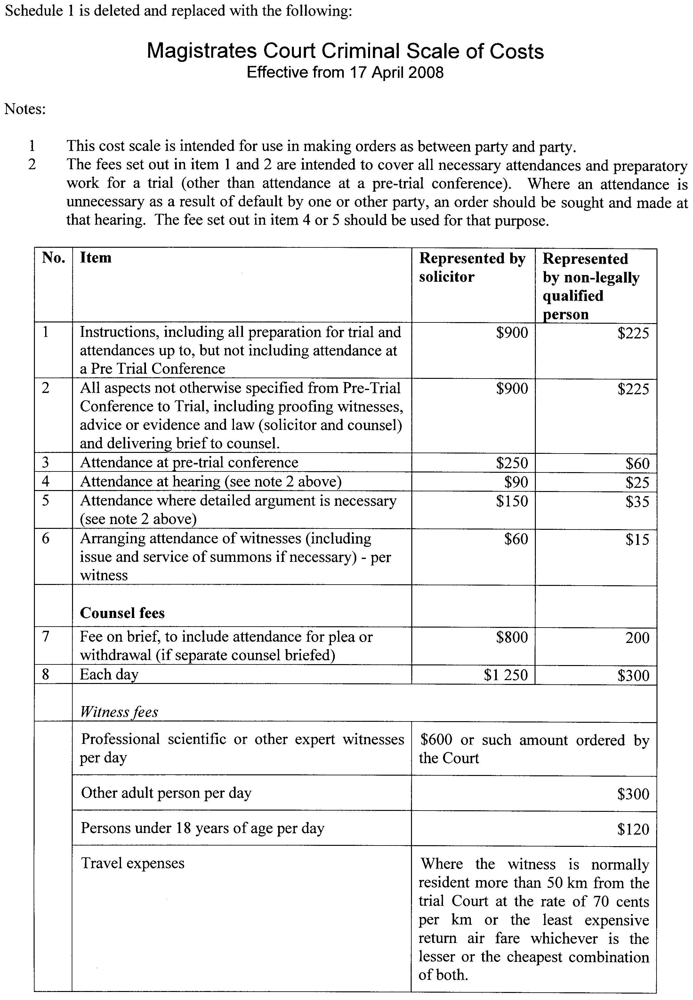 Schedule 1 is deleted and replaced with the following:
Magistrates Court Criminal Scale of Costs
Effective from 17 April 2008
Notes:
1 This cost scale is intended for use in making orders as between party and party.
2 The fees set out in item 1 and 2 are intended to cover all necessary attendances and preparatory
work for a trial (other than attendance at a pre-trial conference). Where an attendance is
unnecessary as a result of default by one or other party, an order should be sought and made at
that hearing. The fee set out in item 4 or 5 should be used for that purpose.
No. Item Represented by Represented
solicitor by non-legally
qualified
person
1 Instructions, including all preparation for trial and $900 $225
attendances up to, but not including attendance at
a Pre Trial Conference
2 All aspects not otherwise specified from Pre-Trial $900 $225
Conference to Trial, including proofing witnesses,
advice or evidence and law (solicitor and counsel)
and delivering brief to counsel.
3 Attendance at pre-trial conference $250 $60
4 Attendance at hearing (see note 2 above) $90 $25
5 Attendance where detailed argument is necessary $150 $35
(see note 2 above)
6 Arranging attendance of witnesses (including $60 $15
issue and service of summons if necessary) - per
witness
Counsel fees
7 Fee on brief, to include attendance for plea or $800 200
withdrawal (if separate counsel briefed)
8 Each day $1 250 $300
Witness fees
Professional scientific or other expert witnesses $600 or such amount ordered by
per day the Court
Other adult person per day $300
Persons under 18 years of age per day $120
Travel expenses Where the witness is normally
resident more than 50 km from the
trial Court at the rate of 70 cents
per km or the least expensive
return air fare whichever is the
lesser or the cheapest combination
of both.